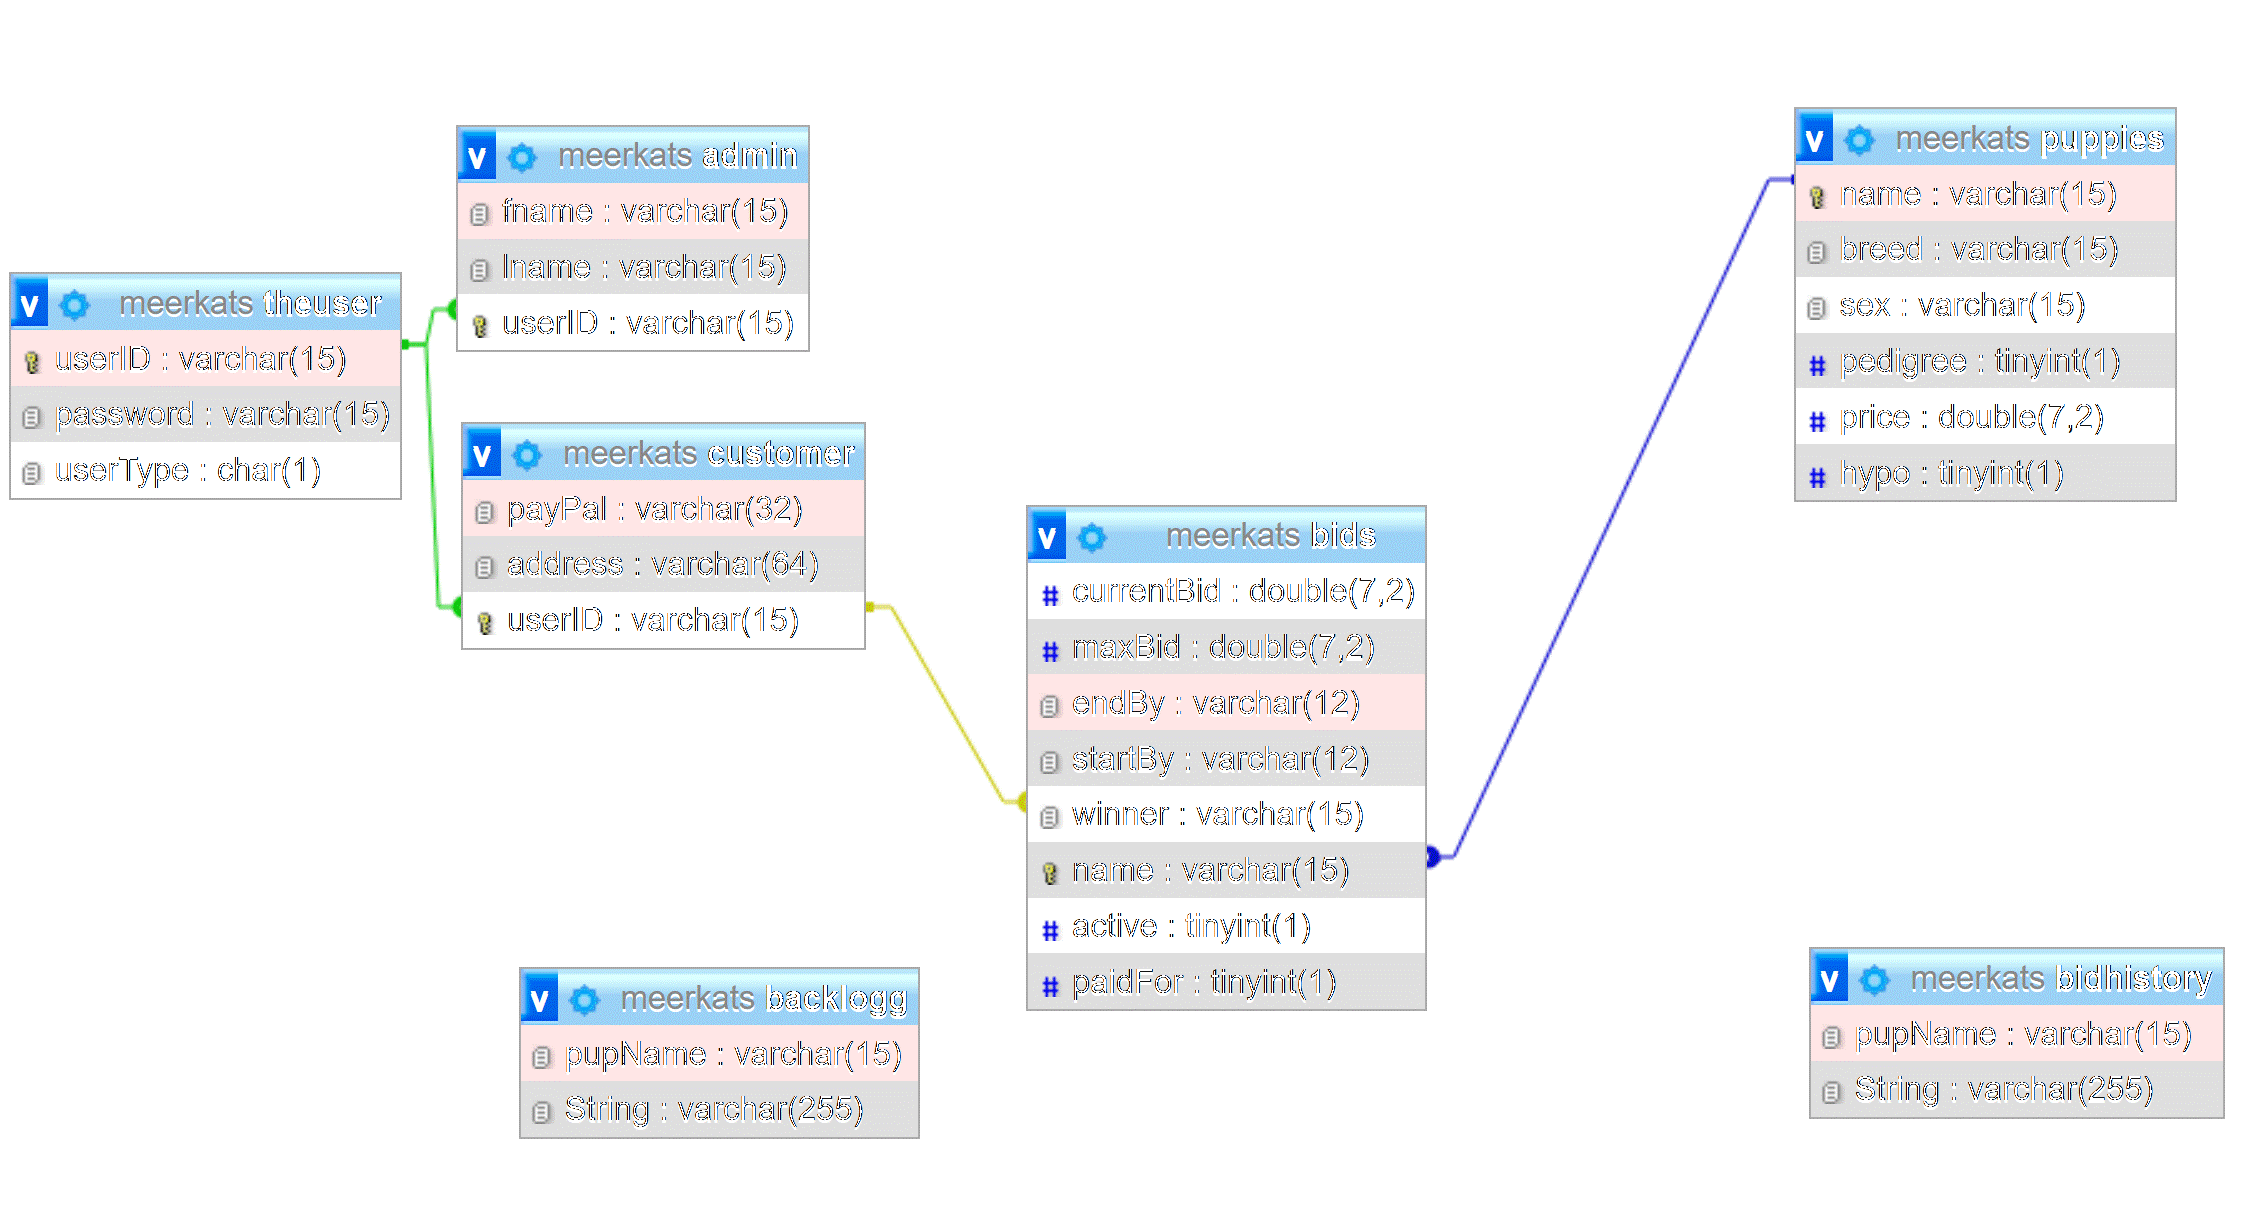 v meerkats theuser
userID : varchar(15)
password : varchar(15)
userType : char(1)
v meerkats admin
fname : varchar(15)
lname : varchar(15)
userID : varchar(15)
v meerkats customer
payPal : varchar(32)
address : varchar(64)
userID : varchar(15)
v meerkats backlogg
pupName : varchar(15)
String : varchar(255)
v meerkats bids
# currentBid : double(7,2)
# maxBid : double(7,2)
endBy : varchar(12)
startBy : varchar(12)
winner : varchar(15)
name : varchar(15)
# active : tinyint(1)
# paidFor : tinyint(1)
v meerkats puppies
name : varchar(15)
breed : varchar(15)
sex : varchar(15)
# pedigree : tinyint(1)
# price : double(7,2)
# hypo : tinyint(1)
v meerkats bidhistory
pupName : varchar(15)
String : varchar(255)